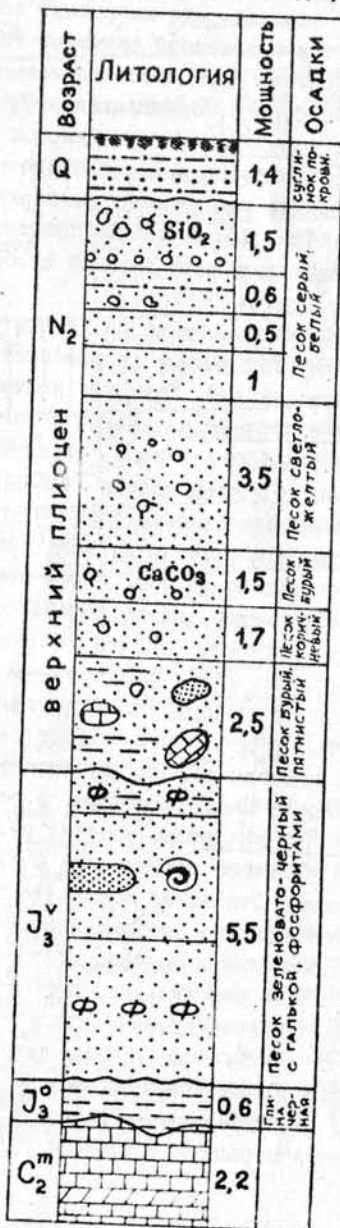 Возраст
Литология
Мощность
Осадки
Q
1,4
суглинок покровн.
SiO₂
1,5
0,6
0,5
1
Песок серый, белый
N₂
верхний плиоцен
3,5
Песок светло-желтый
CaCO₃
1,5
Песок бурый
1,7
Песок коричневый
2,5
Песок бурый, пятнистый
J₃ᵛ
5,5
Песок зеленовато-черный с галькой фосфоритами
J₃ᵒ
0,6
Глина черная
C₂ᵐ
2,2